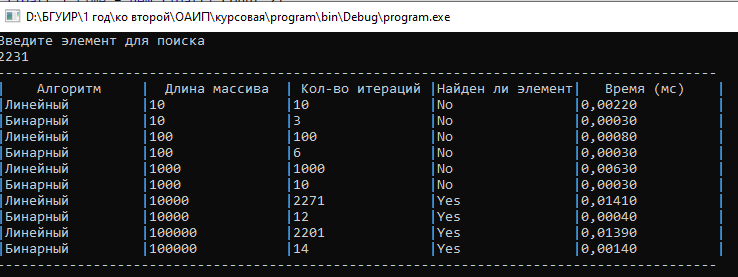 D:\БГУИР\1 год\ко второй\ОАИП\курсовая\program\bin\Debug\program.exe
Введите элемент для поиска
2231
------------------------------------------------------------------------------------------
| Алгоритм | Длина массива | Кол-во итераций |Найден ли элемент| Время (мс) |
|Линейный |10 |10 |No |0,00220 |
|Бинарный |10 |3 |No |0,00030 |
|Линейный |100 |100 |No |0,00080 |
|Бинарный |100 |6 |No |0,00030 |
|Линейный |1000 |1000 |No |0,00630 |
|Бинарный |1000 |10 |No |0,00030 |
|Линейный |10000 |2271 |Yes |0,01410 |
|Бинарный |10000 |12 |Yes |0,00040 |
|Линейный |100000 |2201 |Yes |0,01390 |
|Бинарный |100000 |14 |Yes |0,00140 |
------------------------------------------------------------------------------------------